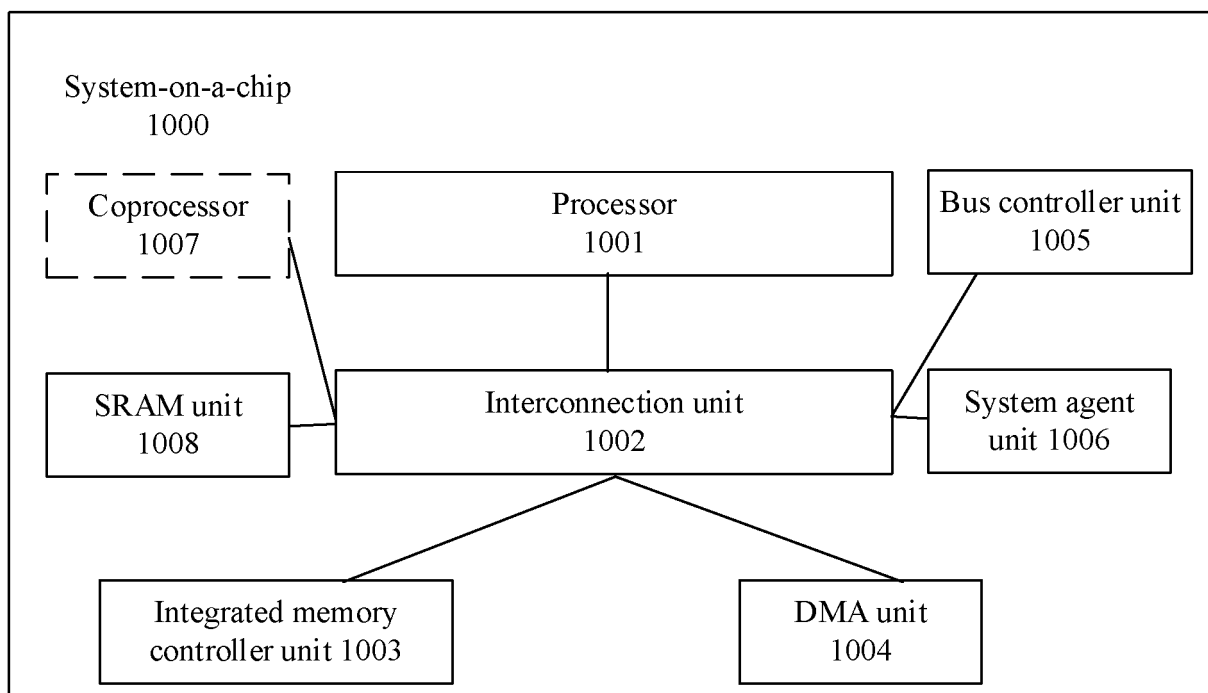 System-on-a-chip
1000
Coprocessor
1007
Processor
1001
Bus controller unit
1005
SRAM unit
1008
Interconnection unit
1002
System agent
unit 1006
Integrated memory
controller unit 1003
DMA unit
1004